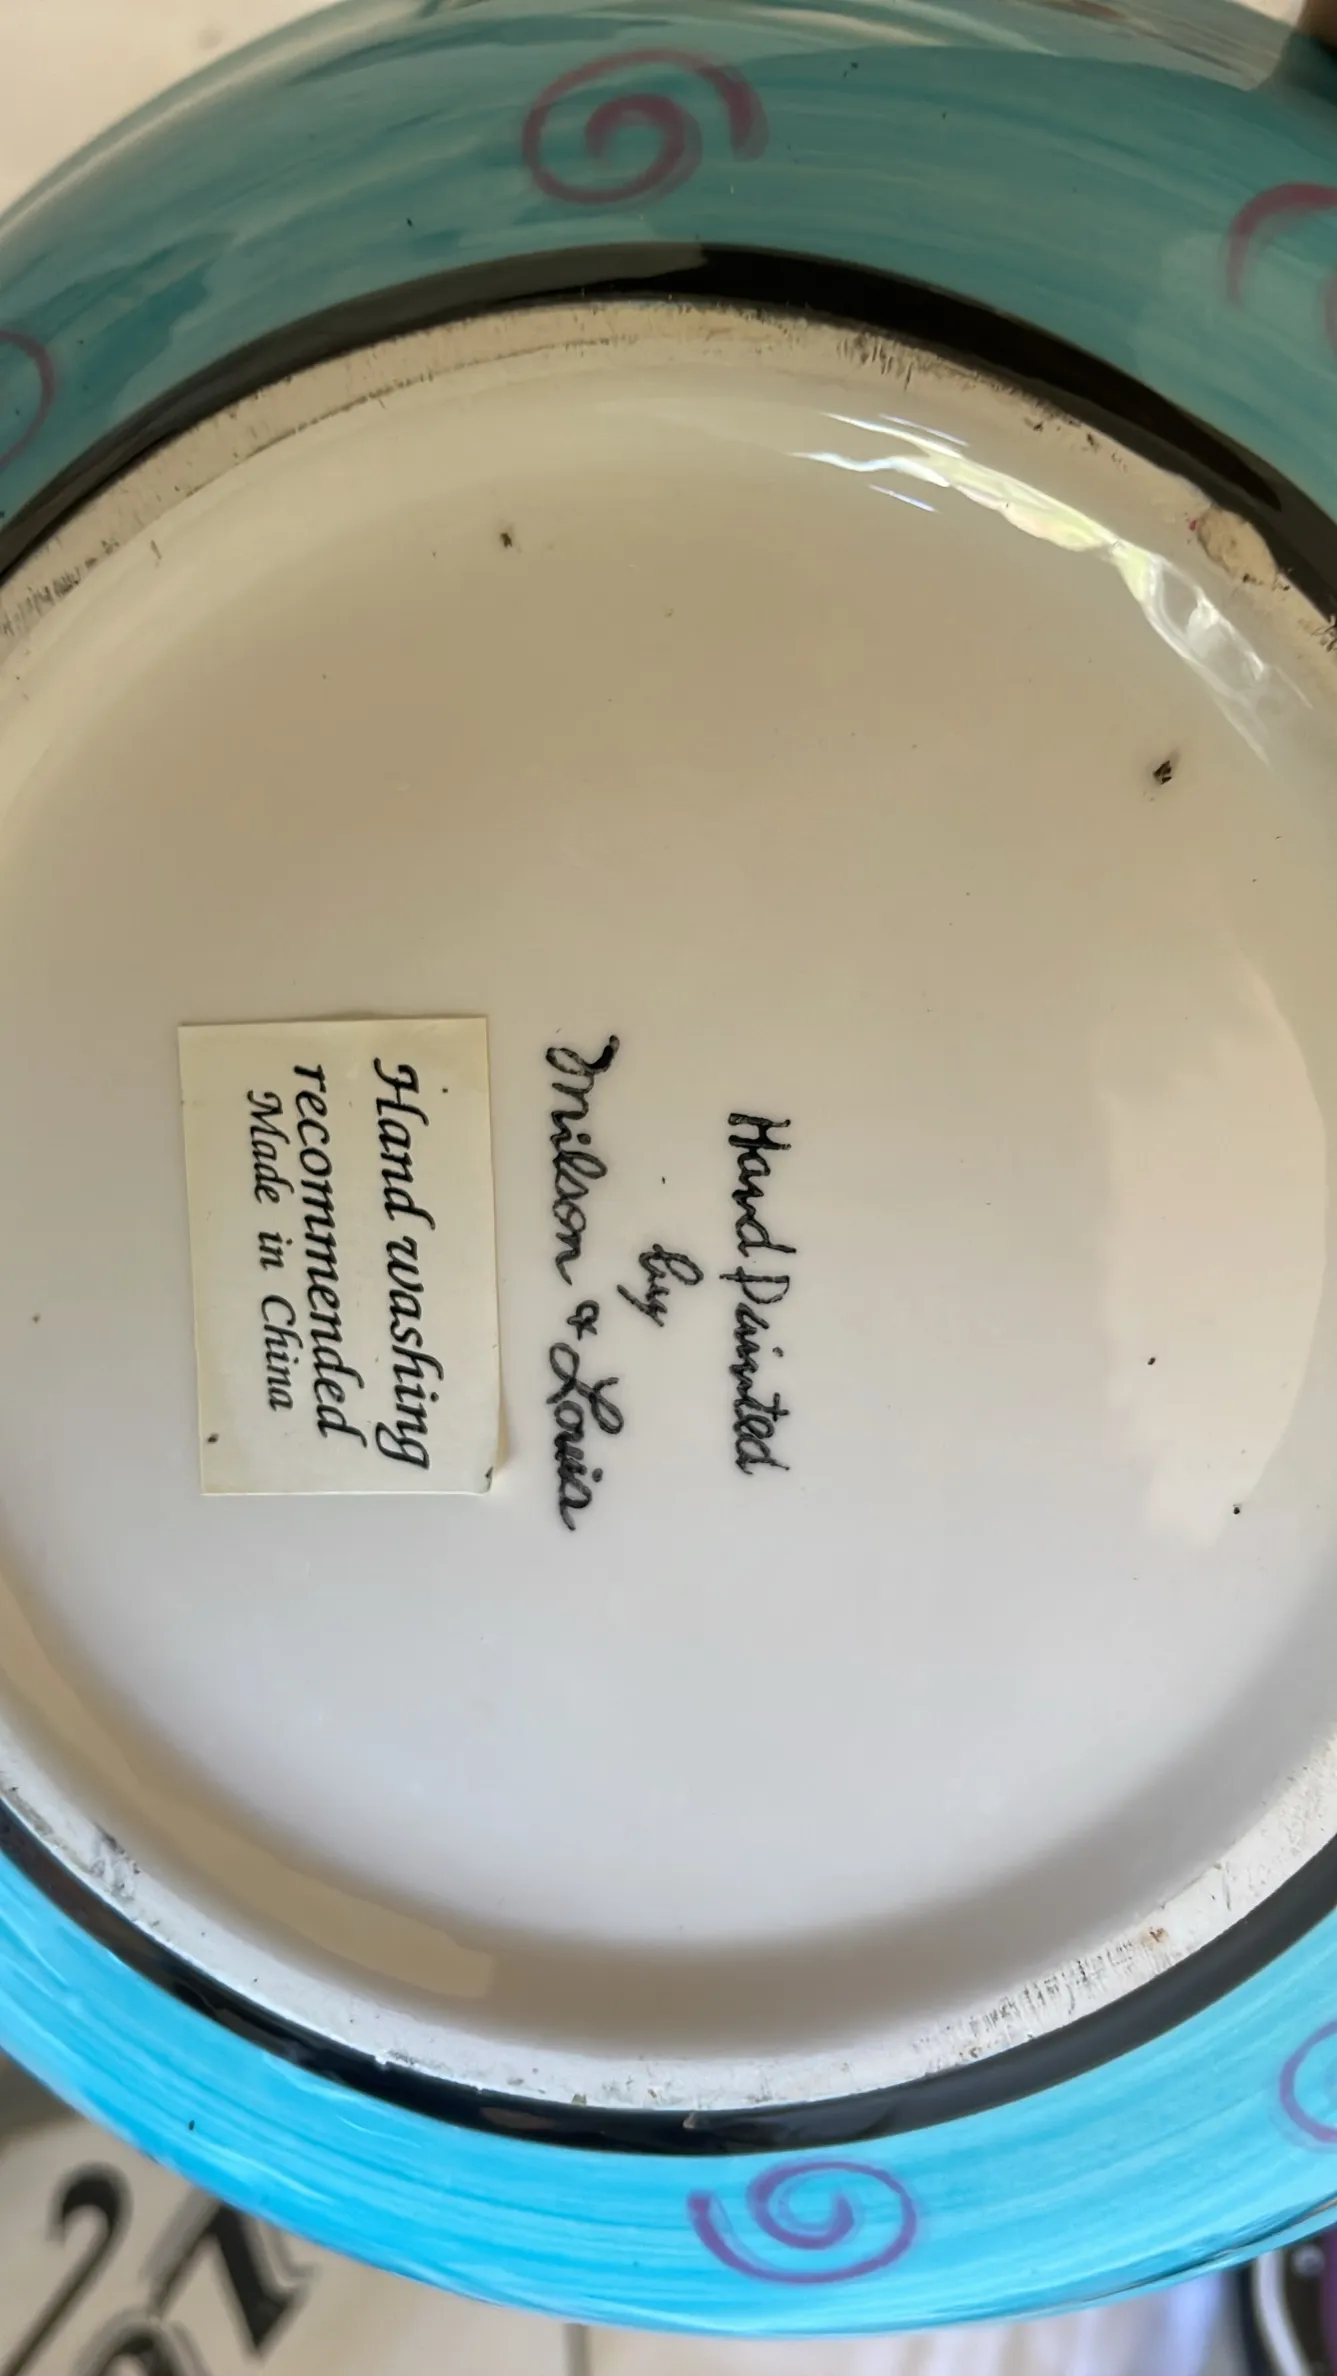 Hand Painted
by
Milson & Louis
Hand washing
recommended
Made in China